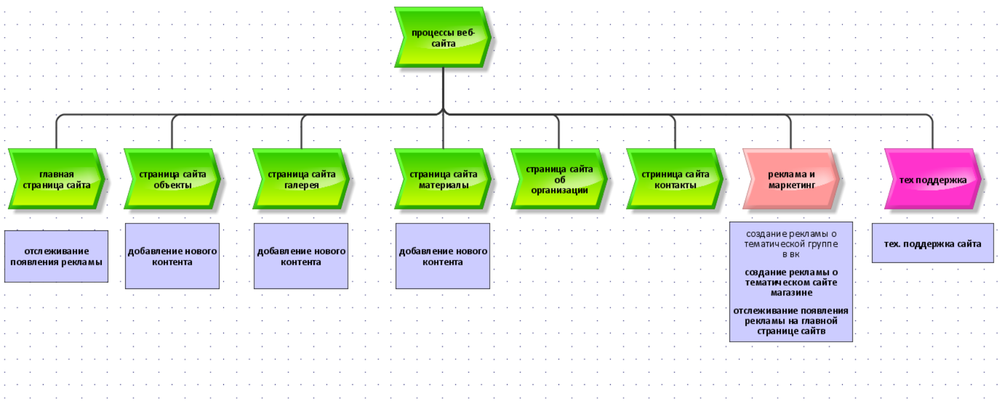 процессы веб-
сайта
главная
страница сайта
страница сайта
объекты
страница сайта
галерея
страница сайта
материалы
страница сайта
об
организации
стриница сайта
контакты
реклама и
маркетинг
тех поддержка
отслеживание
появления рекламы
добавление нового
контента
добавление нового
контента
добавление нового
контента
создание рекламы о
тематической группе
в вк
создание рекламы о
тематическом сайте
магазине
отслеживание появления
рекламы на главной
странице сайтв
тех. поддержка сайта